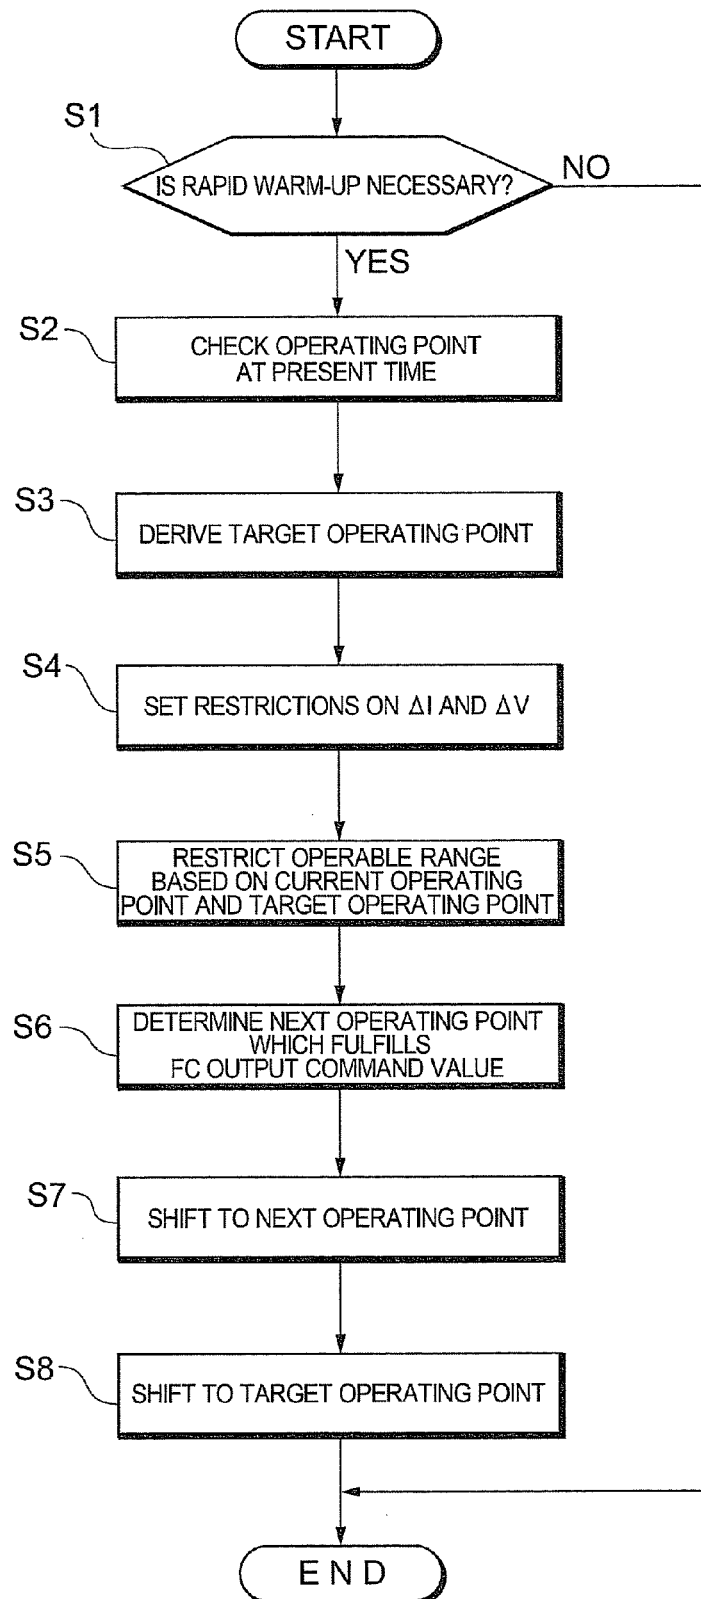 START
S1
IS RAPID WARM-UP NECESSARY?
NO
YES
S2
CHECK OPERATING POINT
AT PRESENT TIME
S3
DERIVE TARGET OPERATING POINT
S4
SET RESTRICTIONS ON ΔI AND ΔV
S5
RESTRICT OPERABLE RANGE
BASED ON CURRENT OPERATING
POINT AND TARGET OPERATING POINT
S6
DETERMINE NEXT OPERATING POINT
WHICH FULFILLS
FC OUTPUT COMMAND VALUE
S7
SHIFT TO NEXT OPERATING POINT
S8
SHIFT TO TARGET OPERATING POINT
END